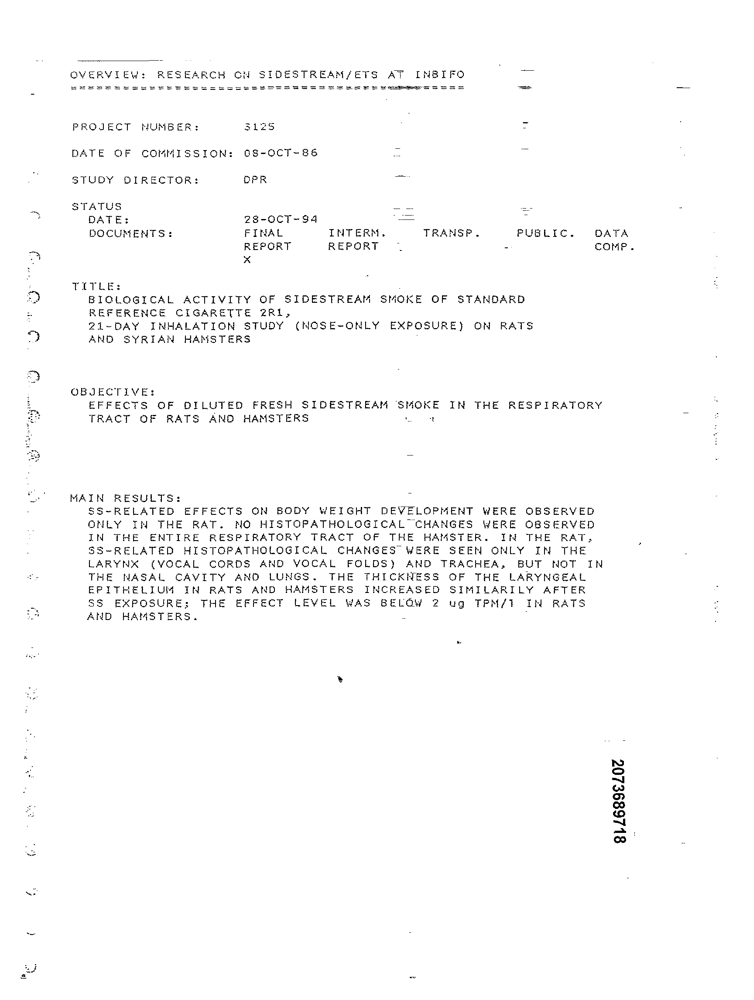 OVERVIEW: RESEARCH ON SIDESTREAM/ETS AT INBIFO
==============================================
PROJECT NUMBER: 3125
DATE OF COMMISSION: 08-OCT-86
STUDY DIRECTOR: DPR
STATUS
DATE: 28-OCT-94
DOCUMENTS: FINAL INTERM. TRANSP. PUBLIC. DATA
REPORT REPORT COMP.
X
TITLE:
BIOLOGICAL ACTIVITY OF SIDESTREAM SMOKE OF STANDARD
REFERENCE CIGARETTE 2R1,
21-DAY INHALATION STUDY (NOSE-ONLY EXPOSURE) ON RATS
AND SYRIAN HAMSTERS
OBJECTIVE:
EFFECTS OF DILUTED FRESH SIDESTREAM SMOKE IN THE RESPIRATORY
TRACT OF RATS AND HAMSTERS
MAIN RESULTS:
SS-RELATED EFFECTS ON BODY WEIGHT DEVELOPMENT WERE OBSERVED
ONLY IN THE RAT. NO HISTOPATHOLOGICAL CHANGES WERE OBSERVED
IN THE ENTIRE RESPIRATORY TRACT OF THE HAMSTER. IN THE RAT,
SS-RELATED HISTOPATHOLOGICAL CHANGES WERE SEEN ONLY IN THE
LARYNX (VOCAL CORDS AND VOCAL FOLDS) AND TRACHEA, BUT NOT IN
THE NASAL CAVITY AND LUNGS. THE THICKNESS OF THE LARYNGEAL
EPITHELIUM IN RATS AND HAMSTERS INCREASED SIMILARLY AFTER
SS EXPOSURE; THE EFFECT LEVEL WAS BELOW 2 ug TPM/l IN RATS
AND HAMSTERS.
2073689718